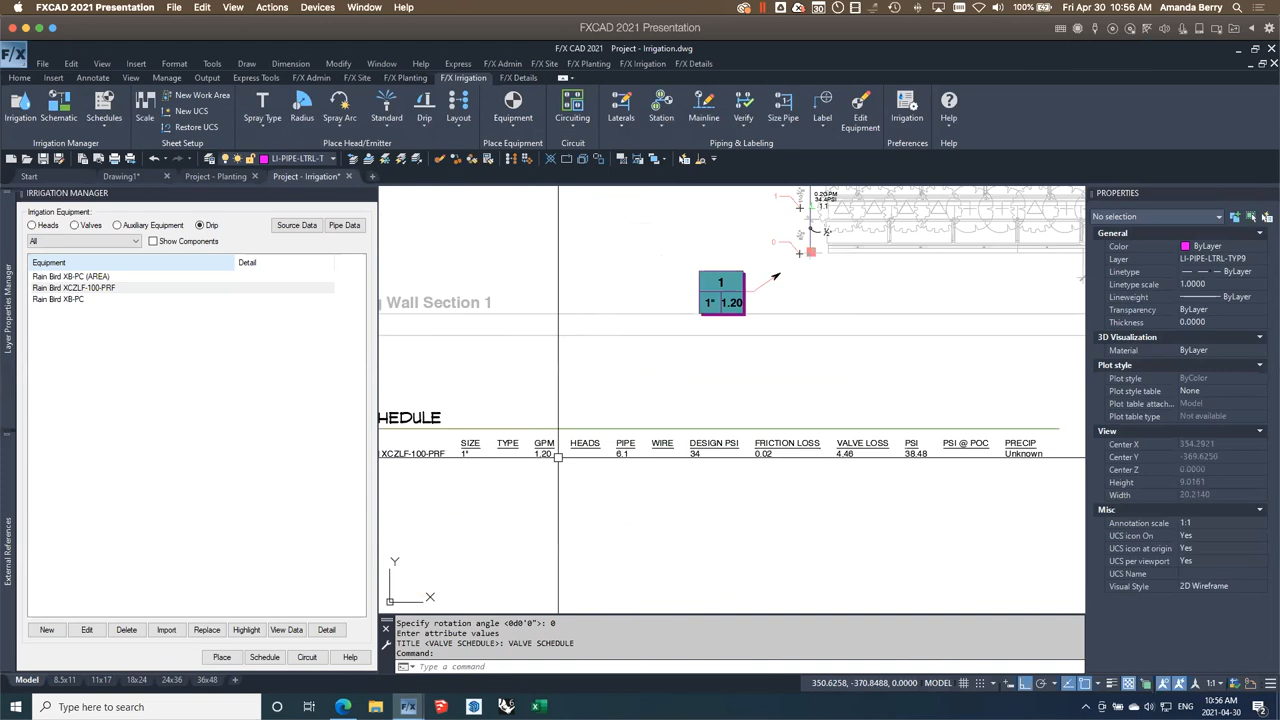 FXCAD 2021 Presentation File Edit View Actions Devices Window Help 100% Fri Apr 30 10:56 AM Amanda Berry
FXCAD 2021 Presentation
F/X CAD 2021 Project - Irrigation.dwg
File Edit View Insert Format Tools Draw Dimension Modify Window Help Express F/X Admin F/X Site F/X Planting F/X Irrigation F/X Details
Home Insert Annotate View Manage Output Express Tools F/X Admin F/X Site F/X Planting F/X Irrigation F/X Details
New Work Area
New UCS
Restore UCS
Irrigation Schematic Schedules Scale Spray Type Radius Spray Arc Standard Drip Layout Equipment Circuiting Laterals Station Mainline Verify Size Pipe Label Edit Equipment Irrigation Help
Irrigation Manager Sheet Setup Place Head/Emitter Place Equipment Circuit Piping & Labeling Preferences Help
LI-PIPE-LTRL-T
Start Drawing1* Project - Planting Project - Irrigation*
IRRIGATION MANAGER
Irrigation Equipment:
Heads Valves Auxiliary Equipment Drip Source Data Pipe Data
All Show Components
Equipment Detail
Rain Bird XB-PC (AREA)
Rain Bird XCZLF-100-PRF
Rain Bird XB-PC
New Edit Delete Import Replace Highlight View Data Detail
Place Schedule Circuit Help
Layer Properties Manager
External References
1
0
1
1" 1.20
g Wall Section 1
HEDULE
SIZE TYPE GPM HEADS PIPE WIRE DESIGN PSI FRICTION LOSS VALVE LOSS PSI PSI @ POC PRECIP
XCZLF-100-PRF 1" 1.20 6.1 34 0.02 4.46 38.48 Unknown
Y
X
Specify rotation angle <0d0'0">: 0
Enter attribute values
TITLE <VALVE SCHEDULE>: VALVE SCHEDULE
Command:
Type a command
PROPERTIES
No selection
General
Color ByLayer
Layer LI-PIPE-LTRL-TYP9
Linetype ByLayer
Linetype scale 1.0000
Lineweight ByLayer
Transparency ByLayer
Thickness 0.0000
3D Visualization
Material ByLayer
Plot style
Plot style ByColor
Plot style table None
Plot table attach... Model
Plot table type Not available
View
Center X 354.2921
Center Y -369.6250
Center Z 0.0000
Height 9.0161
Width 20.2140
Misc
Annotation scale 1:1
UCS icon On Yes
UCS icon at origin Yes
UCS per viewport Yes
UCS Name
Visual Style 2D Wireframe
Model 8.5x11 11x17 18x24 24x36 36x48 +
350.6258, -370.8488, 0.0000 MODEL 1:1
Type here to search
10:56 AM
2021-04-30